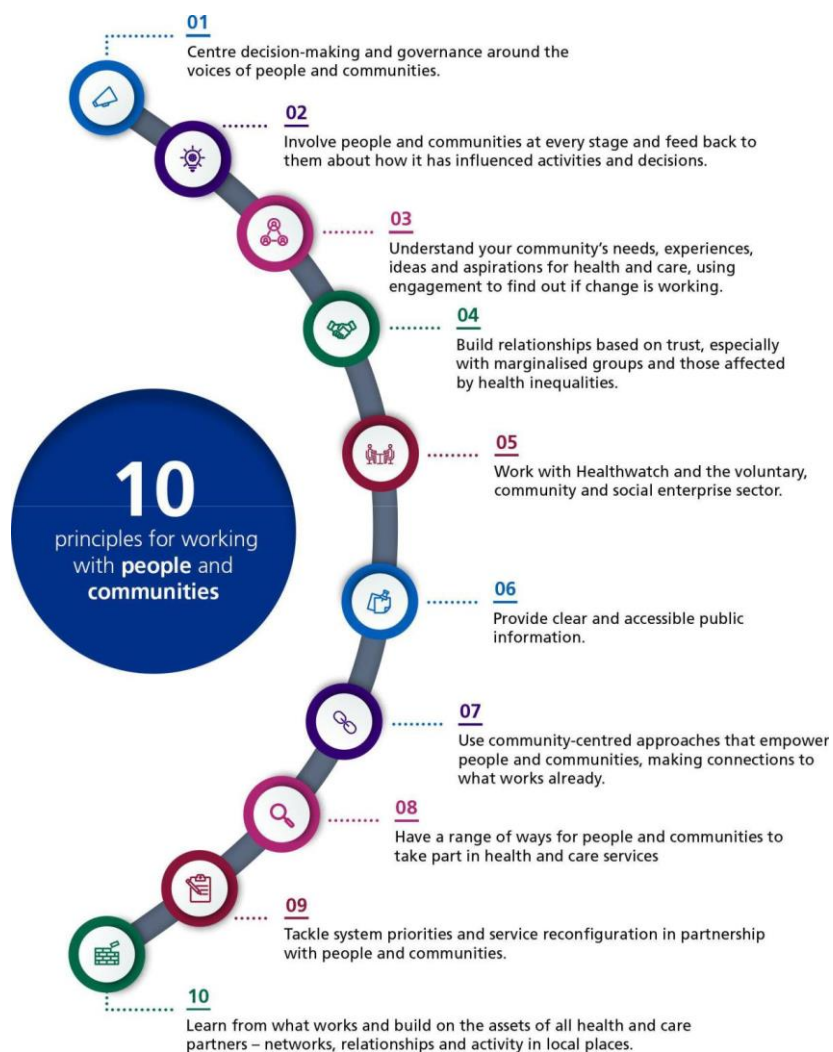 01
Centre decision-making and governance around the
voices of people and communities.
02
Involve people and communities at every stage and feed back to
them about how it has influenced activities and decisions.
03
Understand your community’s needs, experiences,
ideas and aspirations for health and care, using
engagement to find out if change is working.
04
Build relationships based on trust, especially
with marginalised groups and those affected
by health inequalities.
10
principles for working
with people and
communities
05
Work with Healthwatch and the voluntary,
community and social enterprise sector.
06
Provide clear and accessible public
information.
07
Use community-centred approaches that empower
people and communities, making connections to
what works already.
08
Have a range of ways for people and communities to
take part in health and care services
09
Tackle system priorities and service reconfiguration in partnership
with people and communities.
10
Learn from what works and build on the assets of all health and care
partners – networks, relationships and activity in local places.